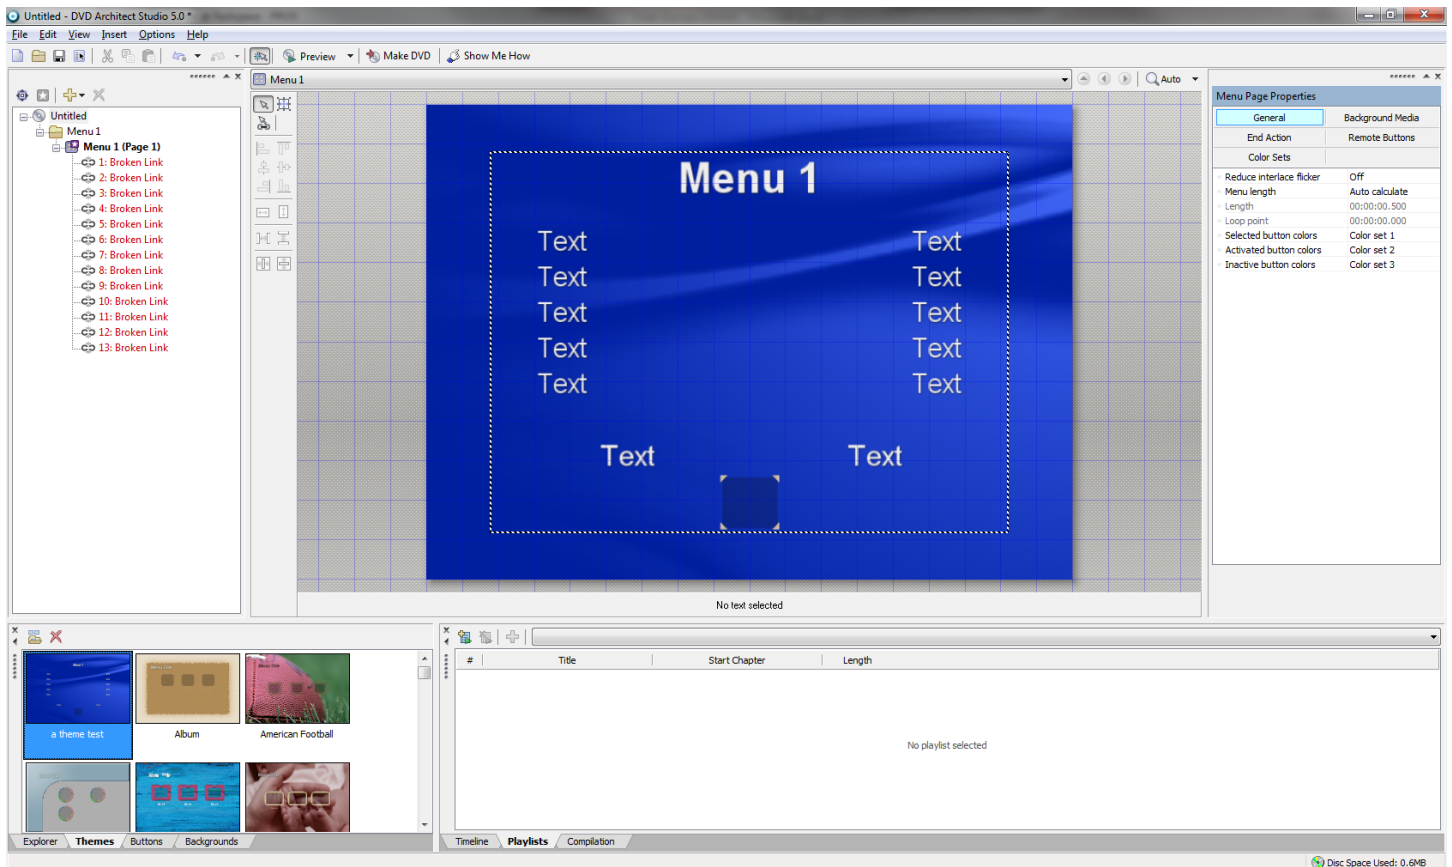 Untitled - DVD Architect Studio 5.0 *
File Edit View Insert Options Help
Preview Make DVD Show Me How
Menu 1
Auto
Untitled
Menu 1
Menu 1 (Page 1)
1: Broken Link
2: Broken Link
3: Broken Link
4: Broken Link
5: Broken Link
6: Broken Link
7: Broken Link
8: Broken Link
9: Broken Link
10: Broken Link
11: Broken Link
12: Broken Link
13: Broken Link
Menu 1
Text Text
Text Text
Text Text
Text Text
Text Text
Text Text
No text selected
Menu Page Properties
General Background Media
End Action Remote Buttons
Color Sets
Reduce interlace flicker Off
Menu length Auto calculate
Length 00:00:00.500
Loop point 00:00:00.000
Selected button colors Color set 1
Activated button colors Color set 2
Inactive button colors Color set 3
a theme test Album American Football
Explorer Themes Buttons Backgrounds
# Title Start Chapter Length
No playlist selected
Timeline Playlists Compilation
Disc Space Used: 0.6MB